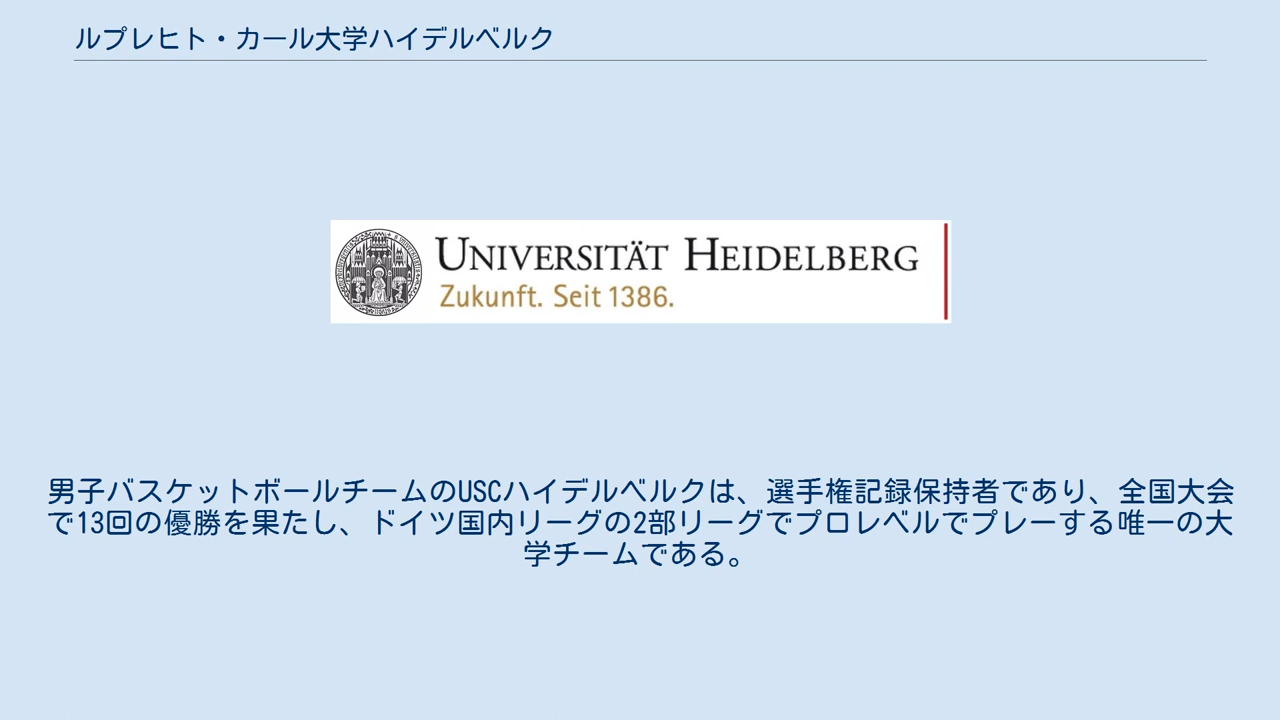 ルプレヒト・カール大学ハイデルベルク
UNIVERSITÄT HEIDELBERG
Zukunft. Seit 1386.
男子バスケットボールチームのUSCハイデルベルクは、選手権記録保持者であり、全国大会
で13回の優勝を果たし、ドイツ国内リーグの2部リーグでプロレベルでプレーする唯一の大
学チームである。